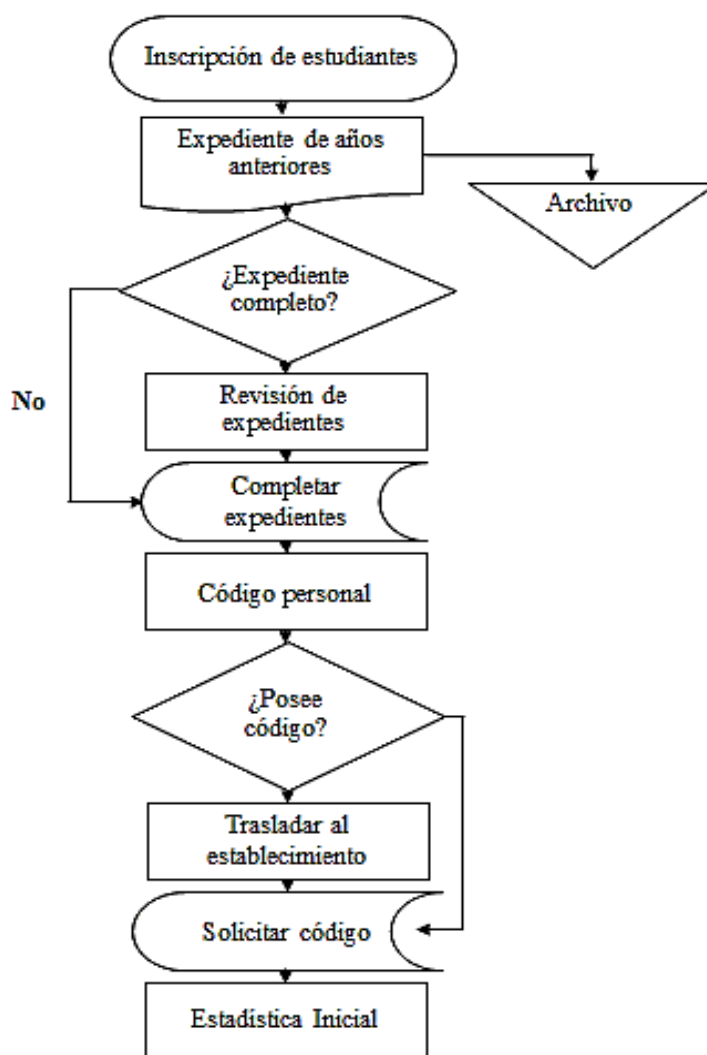 Inscripción de estudiantes
Expediente de años
anteriores
Archivo
¿Expediente
completo?
No
Revisión de
expedientes
Completar
expedientes
Código personal
¿Posee
código?
Trasladar al
establecimiento
Solicitar código
Estadística Inicial